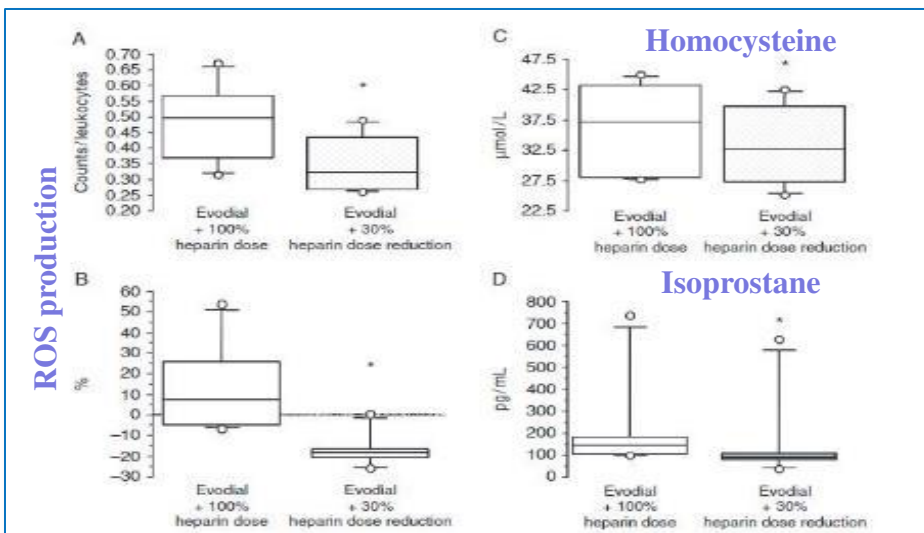 ROS production
A
Counts/leukocytes
0.70
0.65
0.60
0.55
0.50
0.45
0.40
0.35
0.30
0.25
0.20
*
Evodial
+ 100%
heparin dose
Evodial
+ 30%
heparin dose reduction
C
Homocysteine
µmol/L
47.5
42.5
37.5
32.5
27.5
22.5
*
Evodial
+ 100%
heparin dose
Evodial
+ 30%
heparin dose reduction
B
%
60
50
40
30
20
10
0
−10
−20
−30
*
Evodial
+ 100%
heparin dose
Evodial
+ 30%
heparin dose reduction
D
Isoprostane
pg/mL
800
700
600
500
400
300
200
100
0
*
Evodial
+ 100%
heparin dose
Evodial
+ 30%
heparin dose reduction